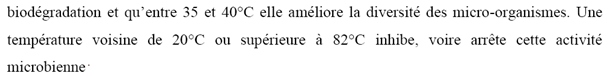 biodégradation et qu'entre 35 et 40°C elle améliore la diversité des micro-organismes. Une
température voisine de 20°C ou supérieure à 82°C inhibe, voire arrête cette activité
microbienne.